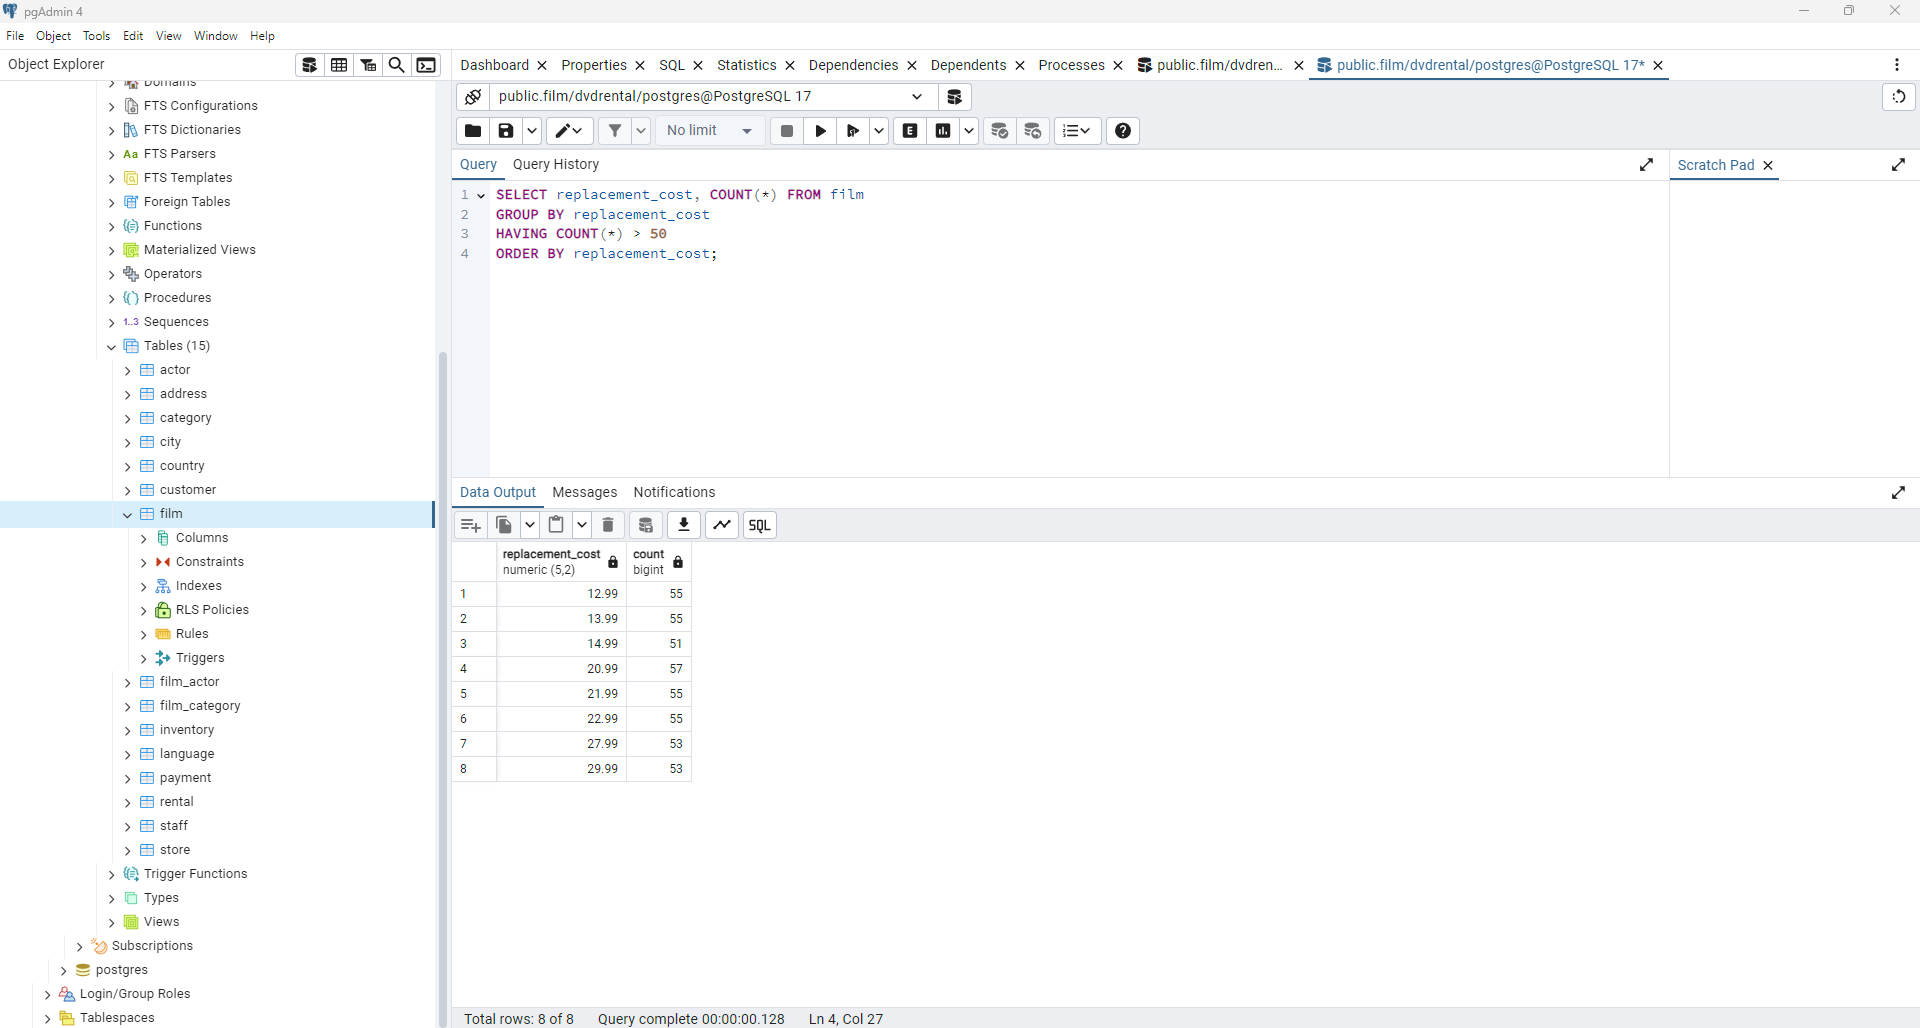 pgAdmin 4
File Object Tools Edit View Window Help
Object Explorer
Domains
FTS Configurations
FTS Dictionaries
Aa FTS Parsers
FTS Templates
Foreign Tables
Functions
Materialized Views
Operators
Procedures
1..3 Sequences
Tables (15)
actor
address
category
city
country
customer
film
Columns
Constraints
Indexes
RLS Policies
Rules
Triggers
film_actor
film_category
inventory
language
payment
rental
staff
store
Trigger Functions
Types
Views
Subscriptions
postgres
Login/Group Roles
Tablespaces
Dashboard Properties SQL Statistics Dependencies Dependents Processes public.film/dvdren... public.film/dvdrental/postgres@PostgreSQL 17*
public.film/dvdrental/postgres@PostgreSQL 17
No limit E
Query Query History
Scratch Pad
1 SELECT replacement_cost, COUNT(*) FROM film
2 GROUP BY replacement_cost
3 HAVING COUNT(*) > 50
4 ORDER BY replacement_cost;
Data Output Messages Notifications
SQL
replacement_cost count
numeric (5,2) bigint
1 12.99 55
2 13.99 55
3 14.99 51
4 20.99 57
5 21.99 55
6 22.99 55
7 27.99 53
8 29.99 53
Total rows: 8 of 8 Query complete 00:00:00.128 Ln 4, Col 27